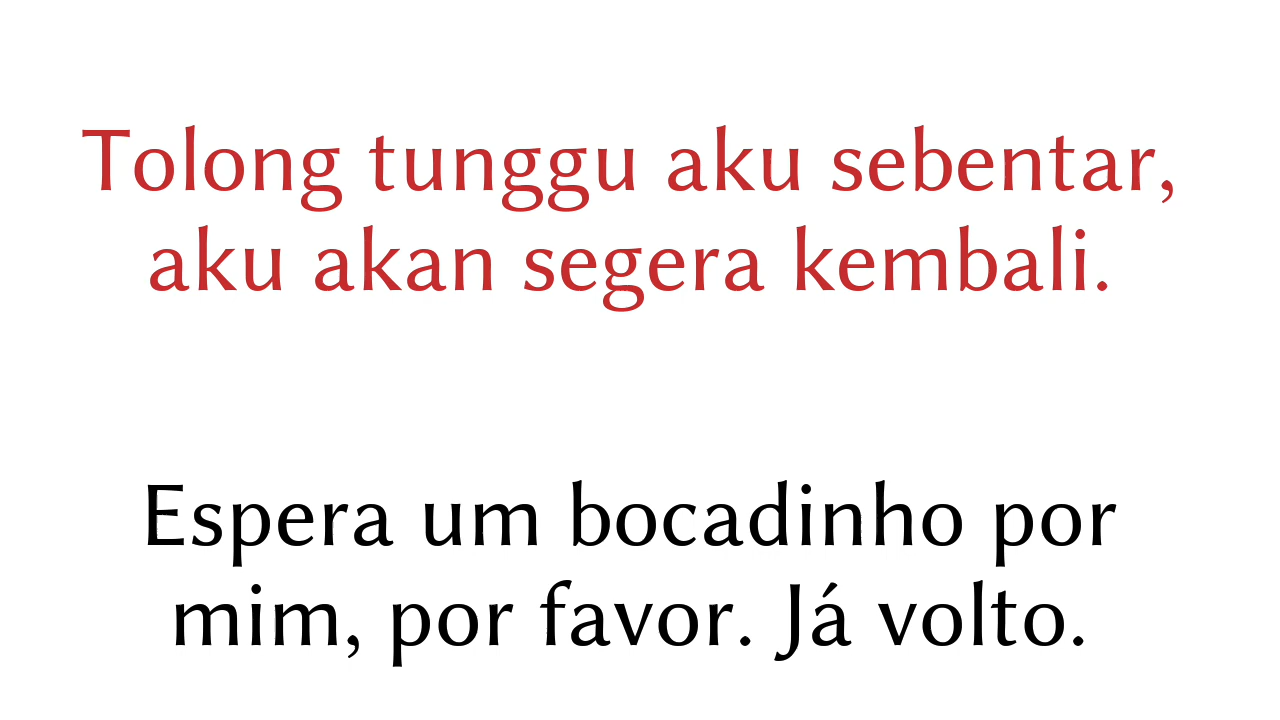 Tolong tunggu aku sebentar,
aku akan segera kembali.
Espera um bocadinho por
mim, por favor. Já volto.